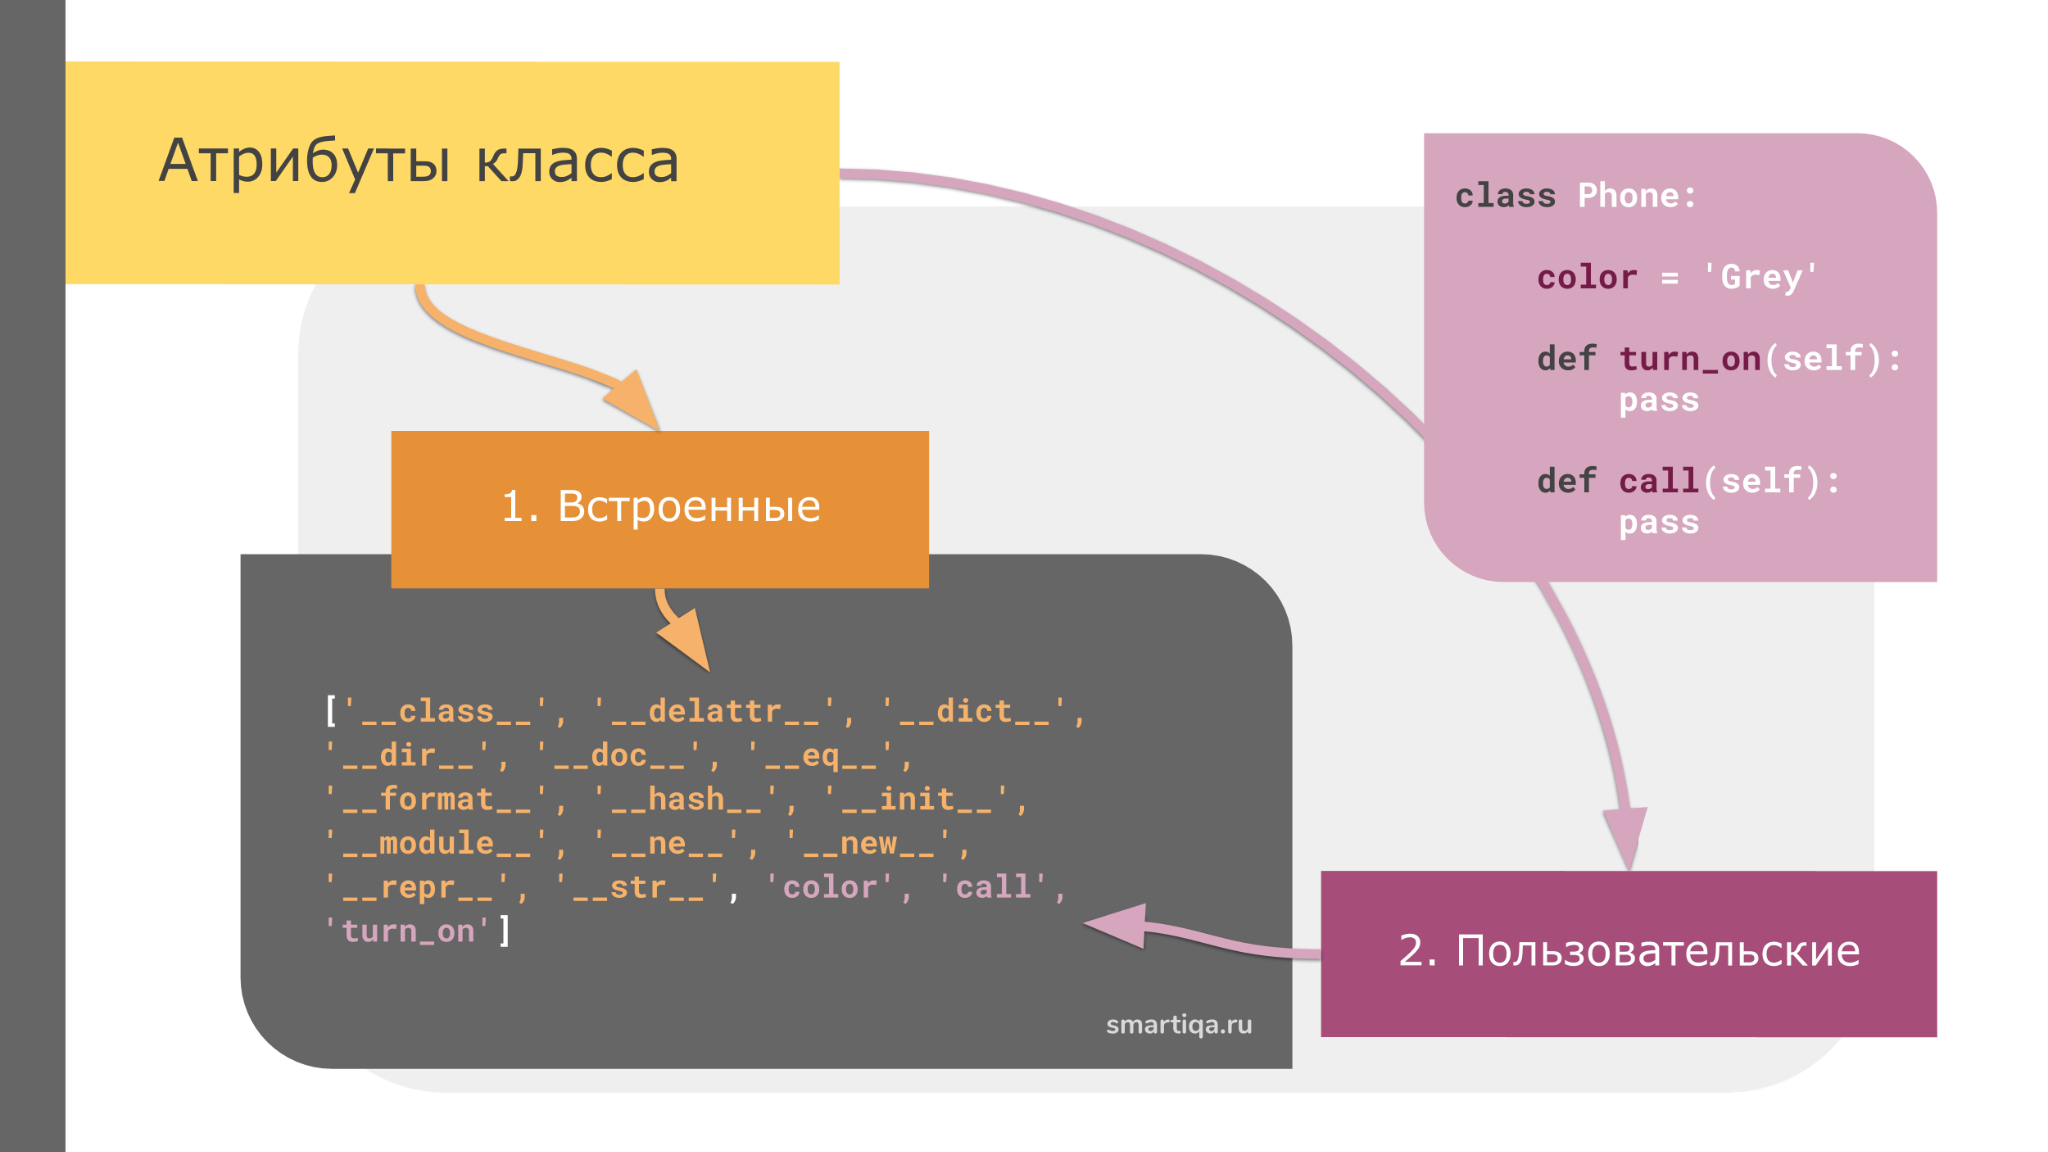 Атрибуты класса
class Phone:
color = 'Grey'
def turn_on(self):
pass
def call(self):
pass
1. Встроенные
['__class__', '__delattr__', '__dict__',
'__dir__', '__doc__', '__eq__',
'__format__', '__hash__', '__init__',
'__module__', '__ne__', '__new__',
'__repr__', '__str__', 'color', 'call',
'turn_on']
2. Пользовательские
smartiqa.ru